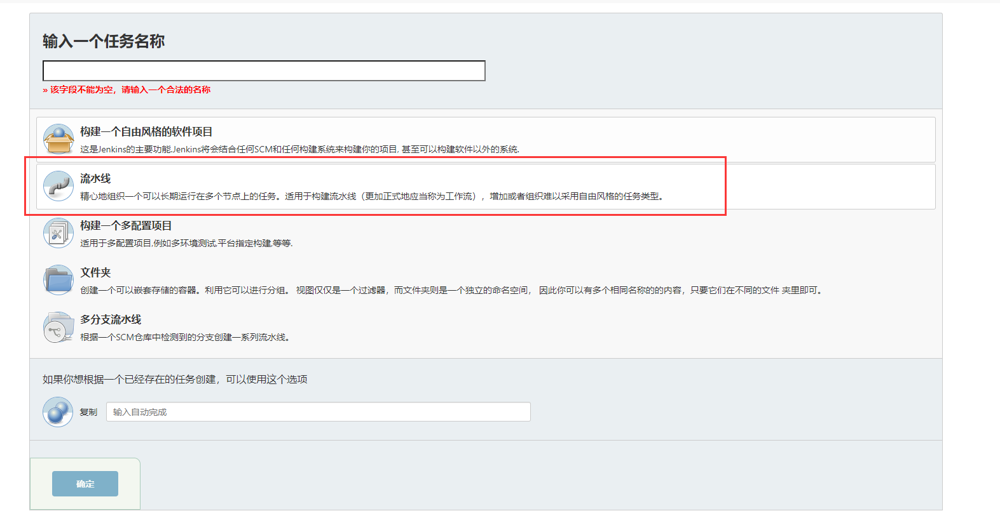 输入一个任务名称
» 该字段不能为空，请输入一个合法的名称
构建一个自由风格的软件项目
这是Jenkins的主要功能.Jenkins将会结合任何SCM和任何构建系统来构建你的项目, 甚至可以构建软件以外的系统.
流水线
精心地组织一个可以长期运行在多个节点上的任务。适用于构建流水线（更加正式地应当称为工作流），增加或者组织难以采用自由风格的任务类型。
构建一个多配置项目
适用于多配置项目,例如多环境测试,平台指定构建,等等.
文件夹
创建一个可以嵌套存储的容器。利用它可以进行分组。 视图仅仅是一个过滤器，而文件夹则是一个独立的命名空间， 因此你可以有多个相同名称的的内容，只要它们在不同的文件 夹里即可。
多分支流水线
根据一个SCM仓库中检测到的分支创建一系列流水线。
如果你想根据一个已经存在的任务创建，可以使用这个选项
复制 输入自动完成
确定